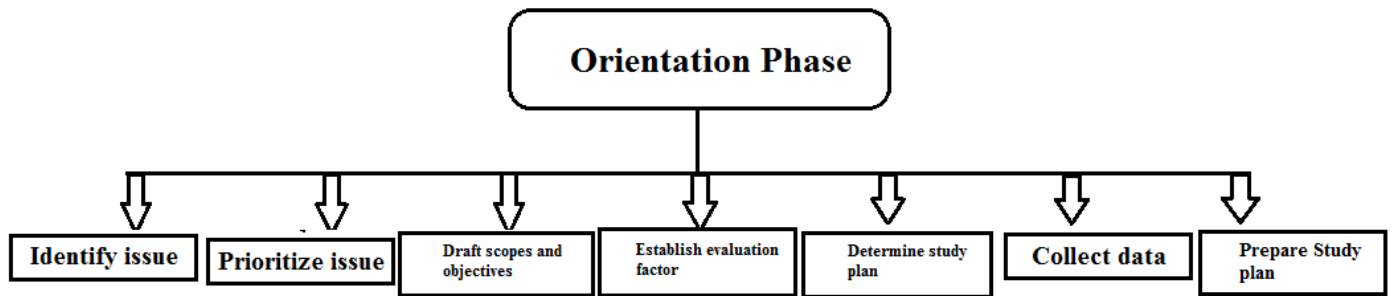 Orientation Phase
Identify issue
Prioritize issue
Draft scopes and
objectives
Establish evaluation
factor
Determine study
plan
Collect data
Prepare Study
plan